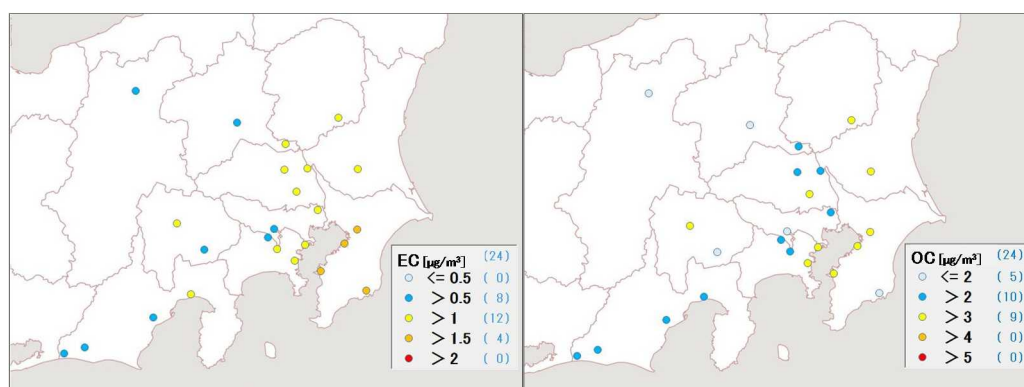 EC [µg/m³] (24)
<= 0.5 ( 0)
> 0.5 ( 8)
> 1 (12)
> 1.5 ( 4)
> 2 ( 0)
OC [µg/m³] (24)
<= 2 ( 5)
> 2 (10)
> 3 ( 9)
> 4 ( 0)
> 5 ( 0)